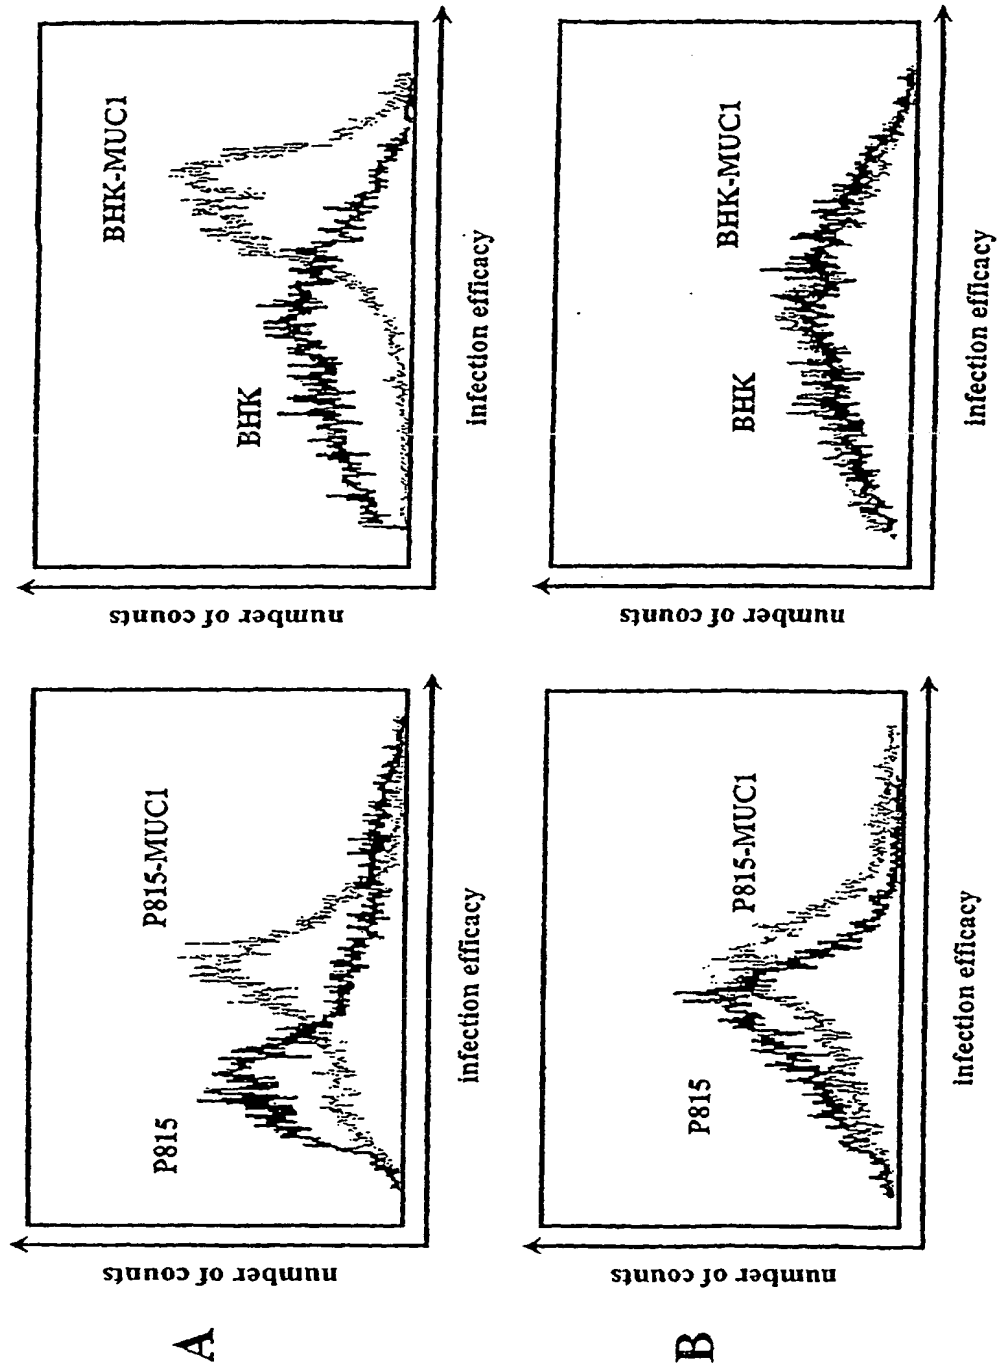 A
number of counts
P815
P815-MUC1
infection efficacy
number of counts
BHK
BHK-MUC1
infection efficacy
B
number of counts
P815
P815-MUC1
infection efficacy
number of counts
BHK
BHK-MUC1
infection efficacy